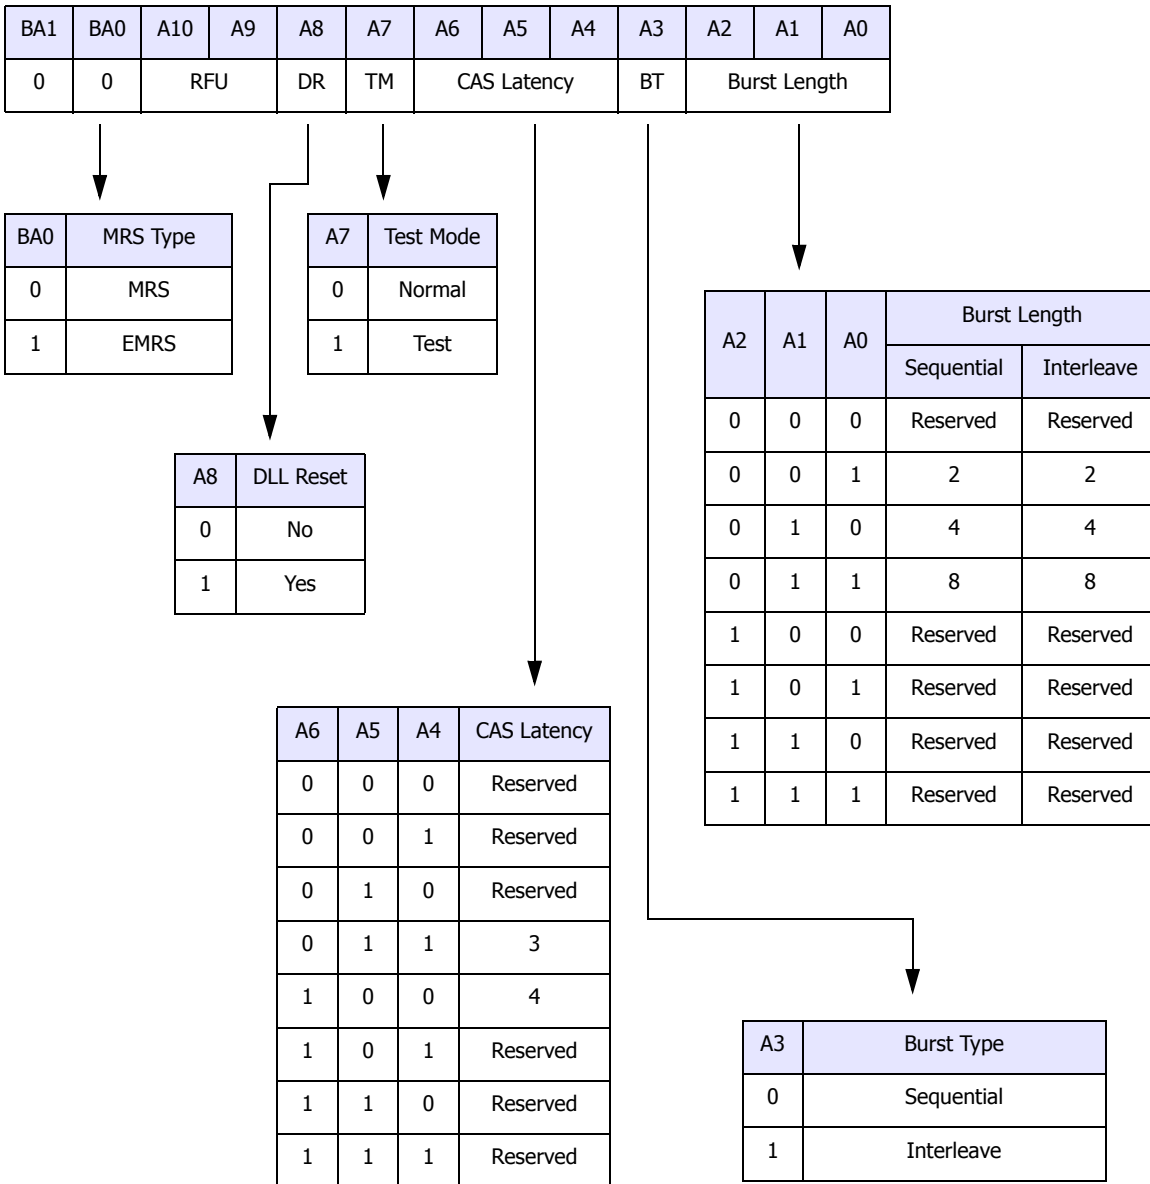 BA1 BA0 A10 A9 A8 A7 A6 A5 A4 A3 A2 A1 A0
0 0 RFU DR TM CAS Latency BT Burst Length
BA0 MRS Type
0 MRS
1 EMRS
A7 Test Mode
0 Normal
1 Test
A8 DLL Reset
0 No
1 Yes
A2 A1 A0 Burst Length
Sequential Interleave
0 0 0 Reserved Reserved
0 0 1 2 2
0 1 0 4 4
0 1 1 8 8
1 0 0 Reserved Reserved
1 0 1 Reserved Reserved
1 1 0 Reserved Reserved
1 1 1 Reserved Reserved
A6 A5 A4 CAS Latency
0 0 0 Reserved
0 0 1 Reserved
0 1 0 Reserved
0 1 1 3
1 0 0 4
1 0 1 Reserved
1 1 0 Reserved
1 1 1 Reserved
A3 Burst Type
0 Sequential
1 Interleave